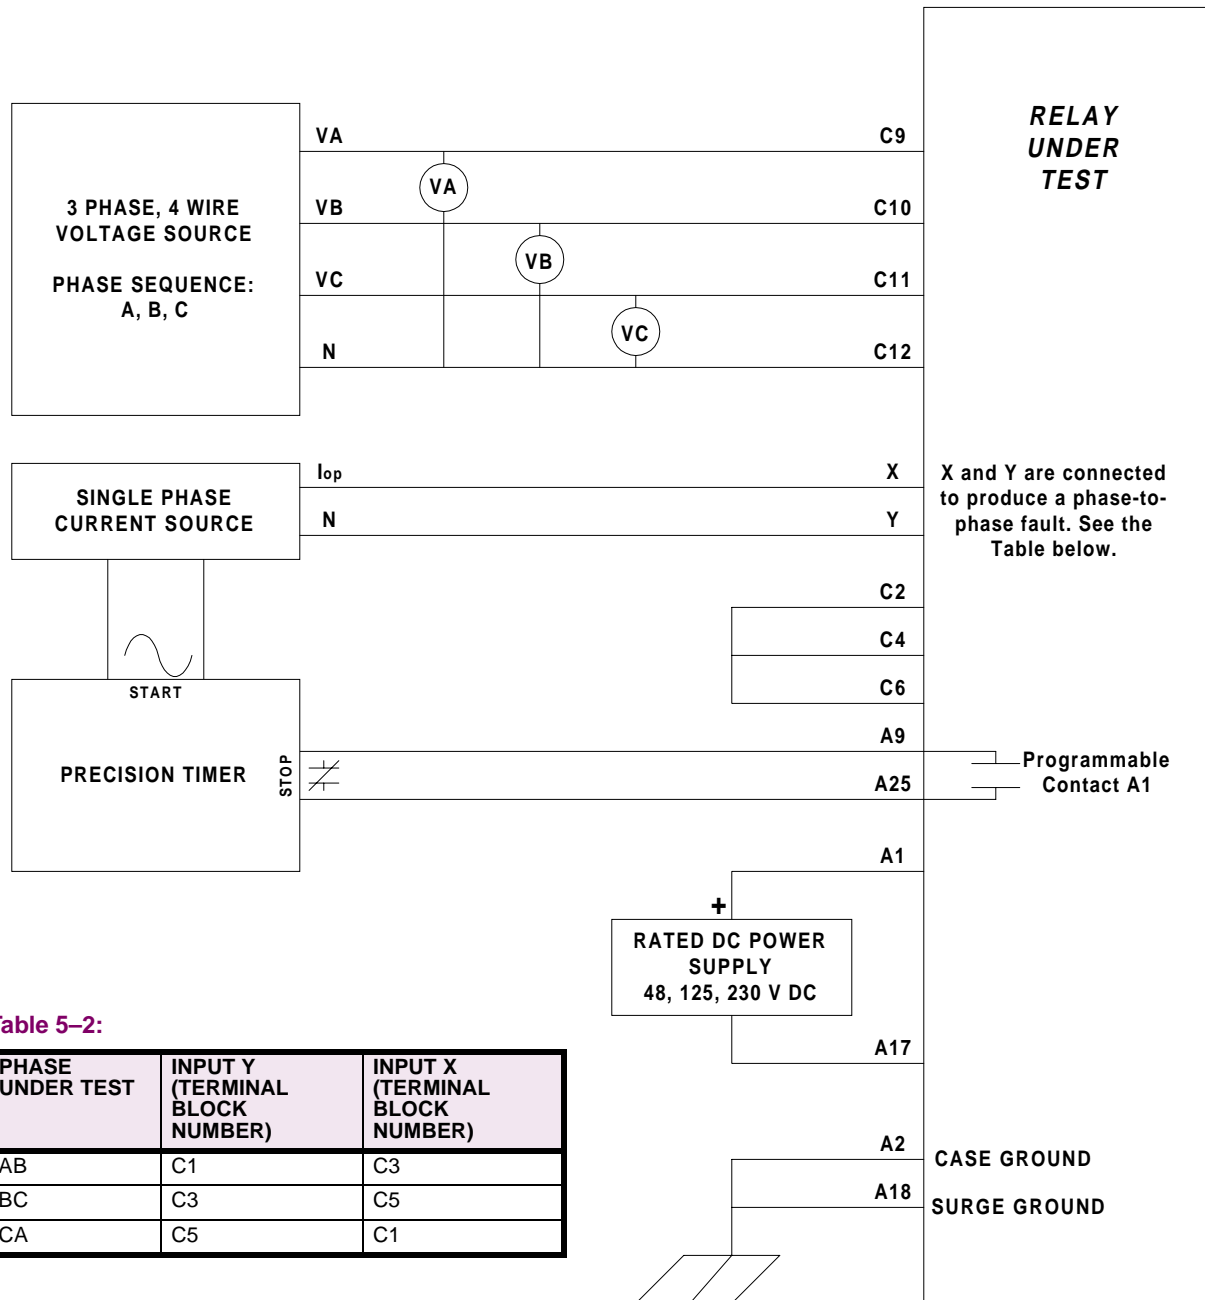 RELAY
UNDER
TEST
3 PHASE, 4 WIRE
VOLTAGE SOURCE
PHASE SEQUENCE:
A, B, C
VA
VB
VC
N
VA
VB
VC
C9
C10
C11
C12
SINGLE PHASE
CURRENT SOURCE
Iop
N
X
Y
X and Y are connected
to produce a phase-to-
phase fault. See the
Table below.
C2
C4
C6
START
PRECISION TIMER
STOP
A9
A25
Programmable
Contact A1
A1
+
RATED DC POWER
SUPPLY
48, 125, 230 V DC
A17
A2
CASE GROUND
A18
SURGE GROUND
Table 5–2:
PHASE
UNDER TEST
INPUT Y
(TERMINAL
BLOCK
NUMBER)
INPUT X
(TERMINAL
BLOCK
NUMBER)
AB C1 C3
BC C3 C5
CA C5 C1